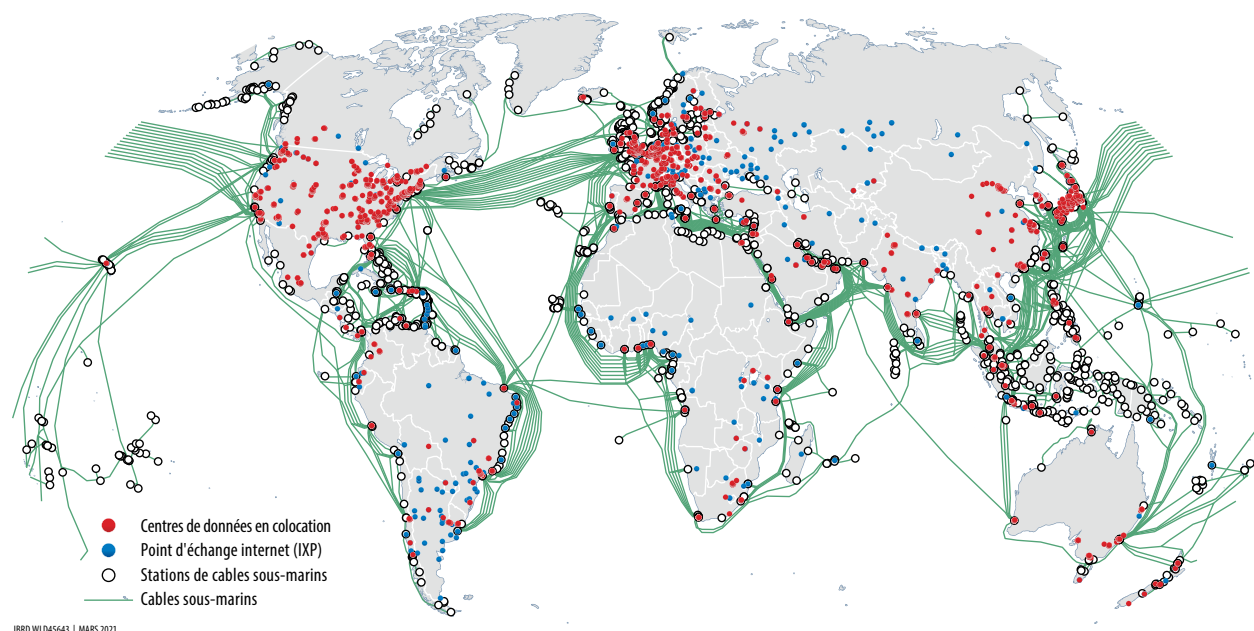 Centres de données en colocation
Point d'échange internet (IXP)
Stations de cables sous-marins
Cables sous-marins
IBRD WLD45643 | MARS 2021